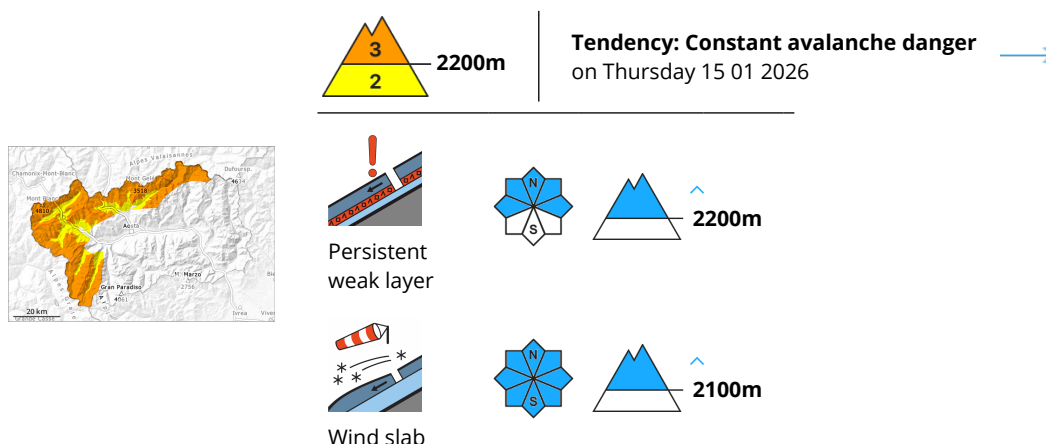 3
2200m
2
Tendency: Constant avalanche danger
on Thursday 15 01 2026
Alpes Valaisannes
Chamonix-Mont-Blanc
Mont Gelé
3518
Dufoursp.
4634
Mont Blanc
4810
Aosta
M. Marzo
2756
Gran Paradiso
4061
Ivrea
20 km
Grande Casse
N
S
2200m
Persistent
weak layer
N
S
2100m
Wind slab